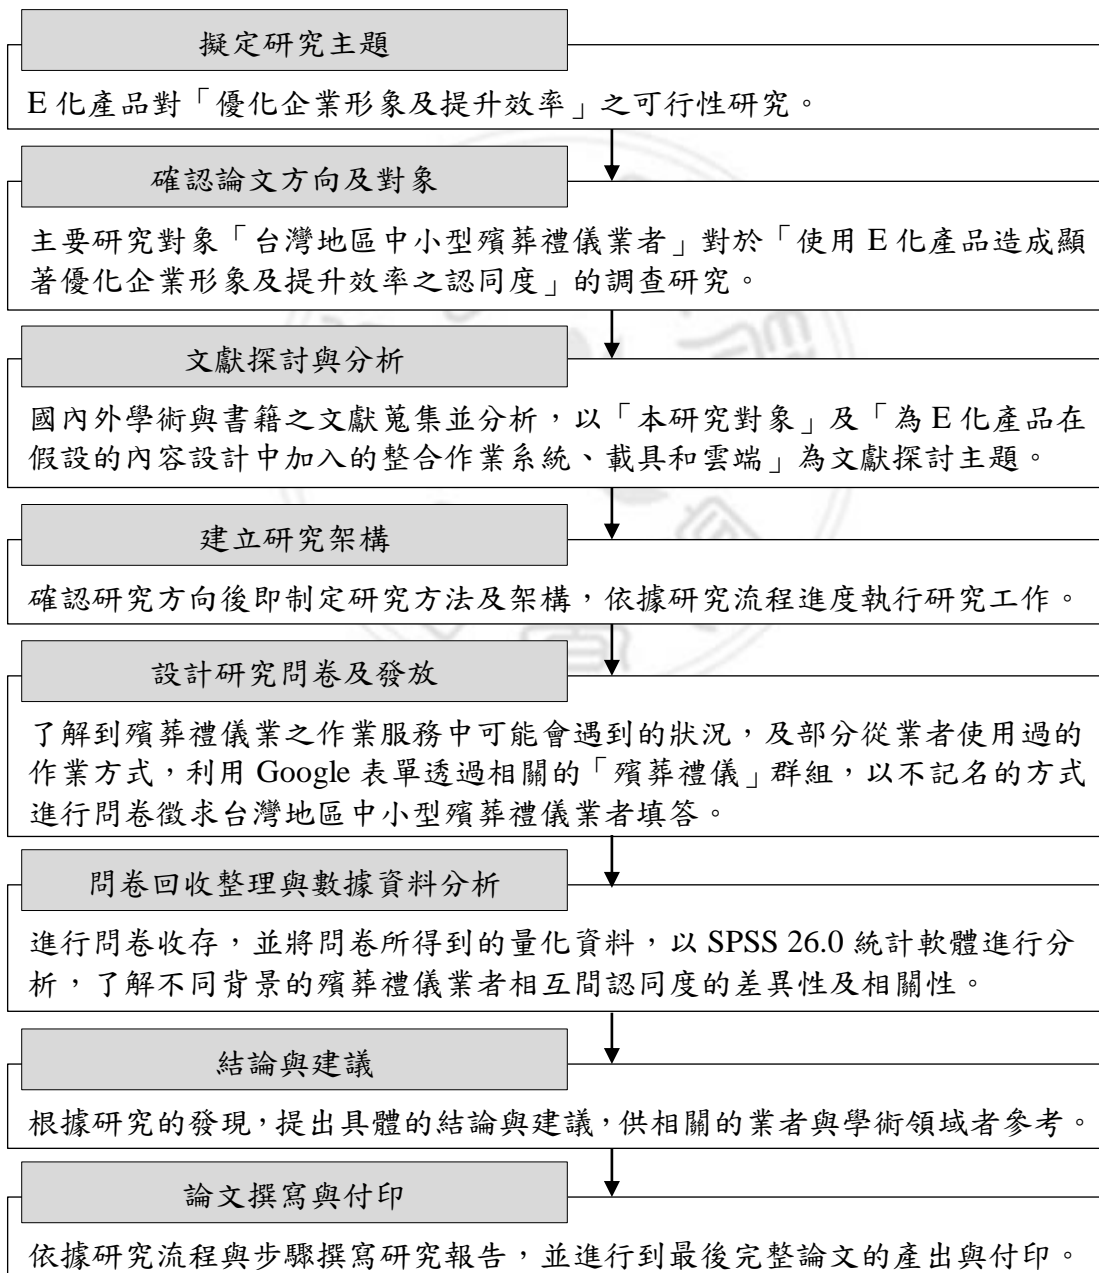 擬定研究主題
E 化產品對「優化企業形象及提升效率」之可行性研究。
確認論文方向及對象
主要研究對象「台灣地區中小型殯葬禮儀業者」對於「使用 E 化產品造成顯
著優化企業形象及提升效率之認同度」的調查研究。
文獻探討與分析
國內外學術與書籍之文獻蒐集並分析，以「本研究對象」及「為 E 化產品在
假設的內容設計中加入的整合作業系統、載具和雲端」為文獻探討主題。
建立研究架構
確認研究方向後即制定研究方法及架構，依據研究流程進度執行研究工作。
設計研究問卷及發放
了解到殯葬禮儀業之作業服務中可能會遇到的狀況，及部分從業者使用過的
作業方式，利用 Google 表單透過相關的「殯葬禮儀」群組，以不記名的方式
進行問卷徵求台灣地區中小型殯葬禮儀業者填答。
問卷回收整理與數據資料分析
進行問卷收存，並將問卷所得到的量化資料，以 SPSS 26.0 統計軟體進行分
析，了解不同背景的殯葬禮儀業者相互間認同度的差異性及相關性。
結論與建議
根據研究的發現，提出具體的結論與建議，供相關的業者與學術領域者參考。
論文撰寫與付印
依據研究流程與步驟撰寫研究報告，並進行到最後完整論文的產出與付印。